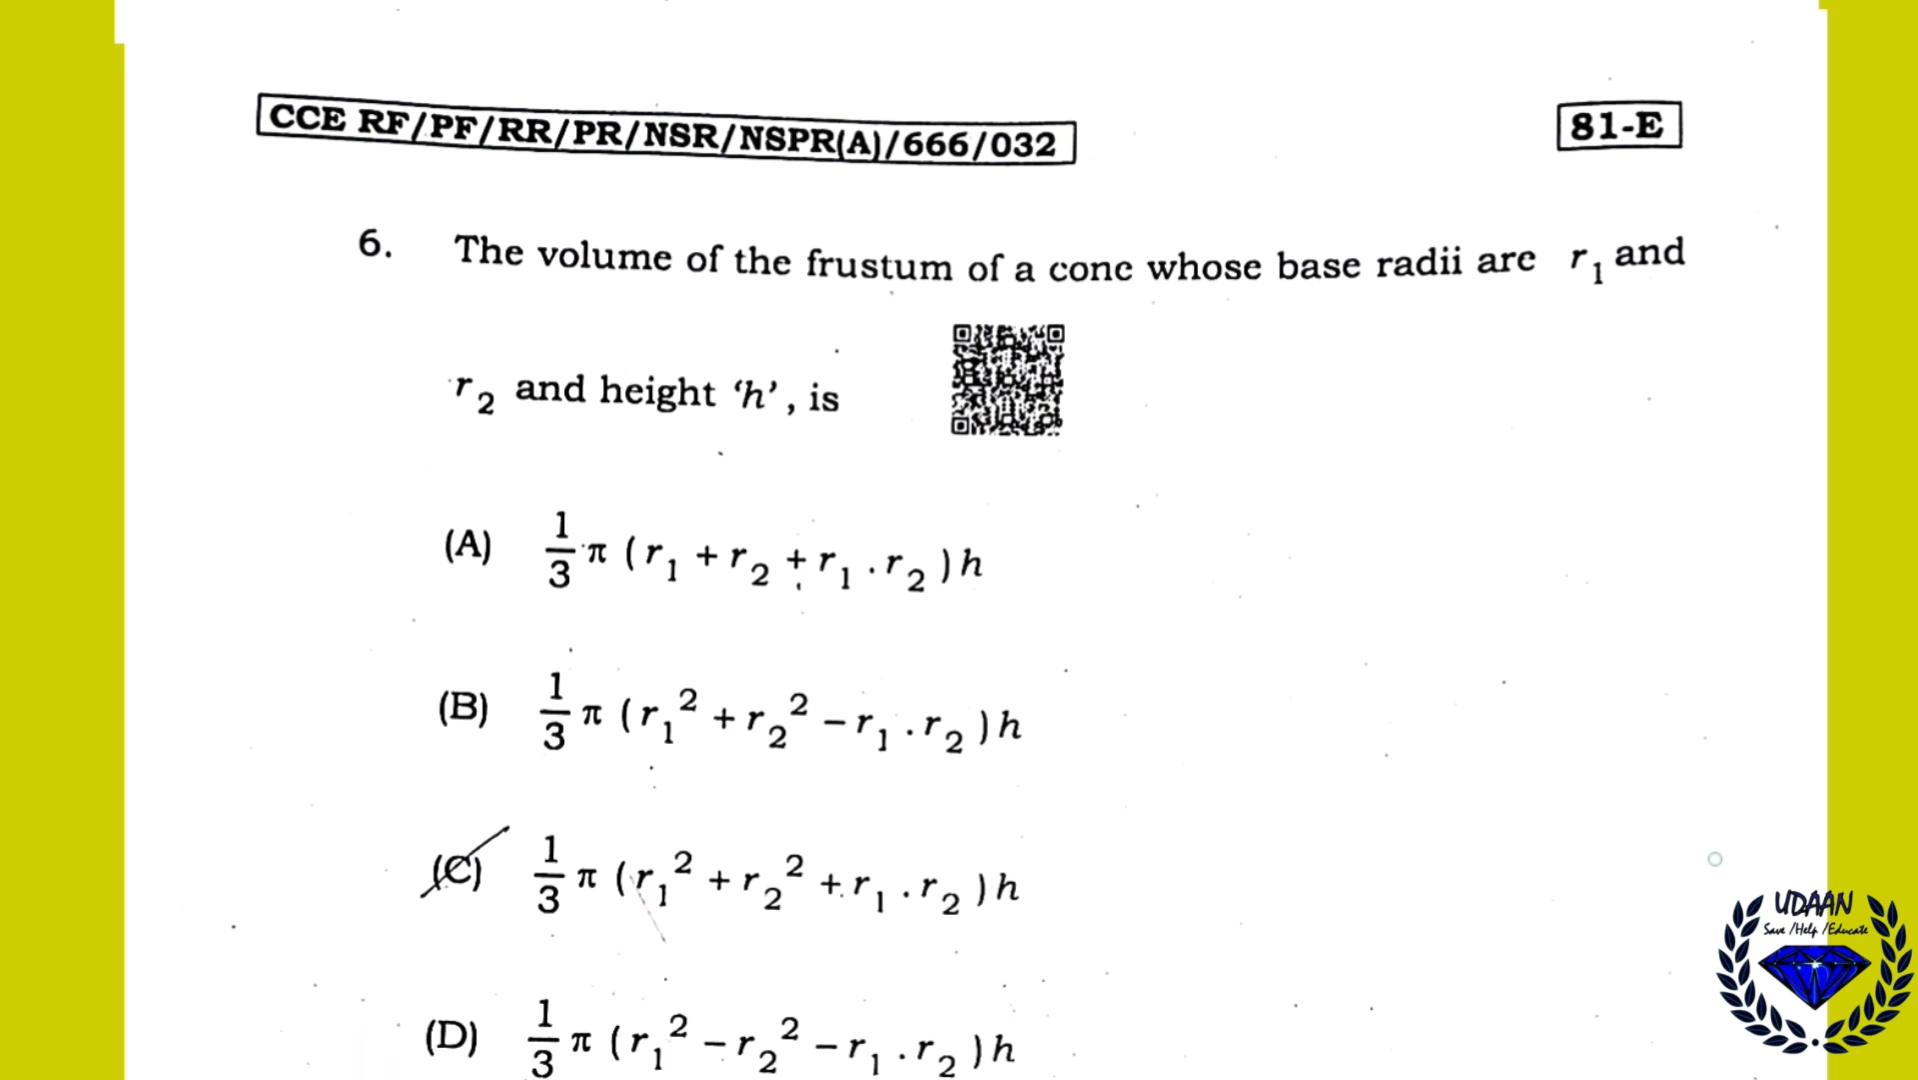 CCE RF/PF/RR/PR/NSR/NSPR(A)/666/032
81-E
6. The volume of the frustum of a cone whose base radii are r₁ and
r₂ and height ‘h’, is
(A) 1/3 π (r₁ + r₂ + r₁ . r₂) h
(B) 1/3 π (r₁² + r₂² – r₁ . r₂) h
(C) 1/3 π (r₁² + r₂² + r₁ . r₂) h
(D) 1/3 π (r₁² – r₂² – r₁ . r₂) h
UDAAN
Save /Help /Educate